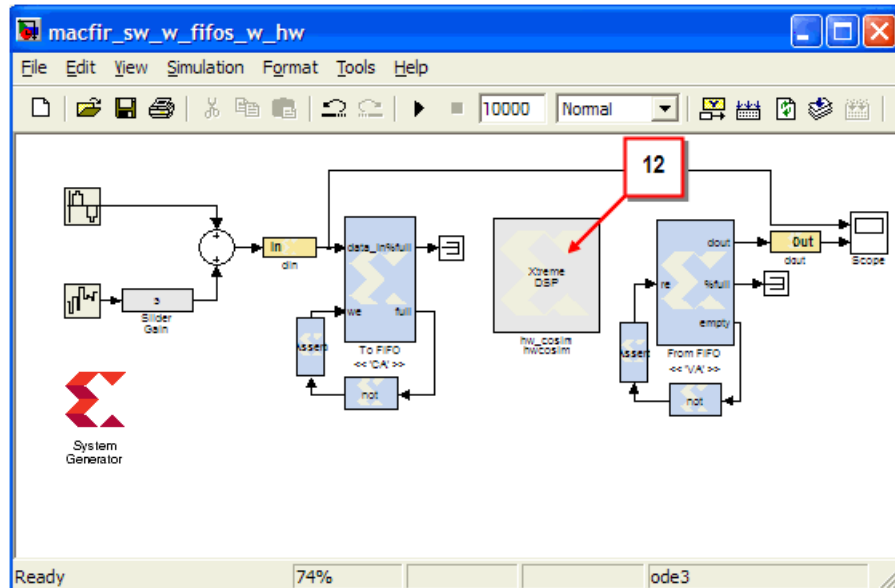 macfir_sw_w_fifos_w_hw
File Edit View Simulation Format Tools Help
10000 Normal
12
In
din
data_in %full
we full
To FIFO
<< 'CA' >>
Assert
not
Xtreme
DSP
hw_cosim
hwcosim
dout
re %full
empty
From FIFO
<< 'VA' >>
Assert
not
Out
dout
Scope
s
Slider
Gain
System
Generator
Ready 74% ode3